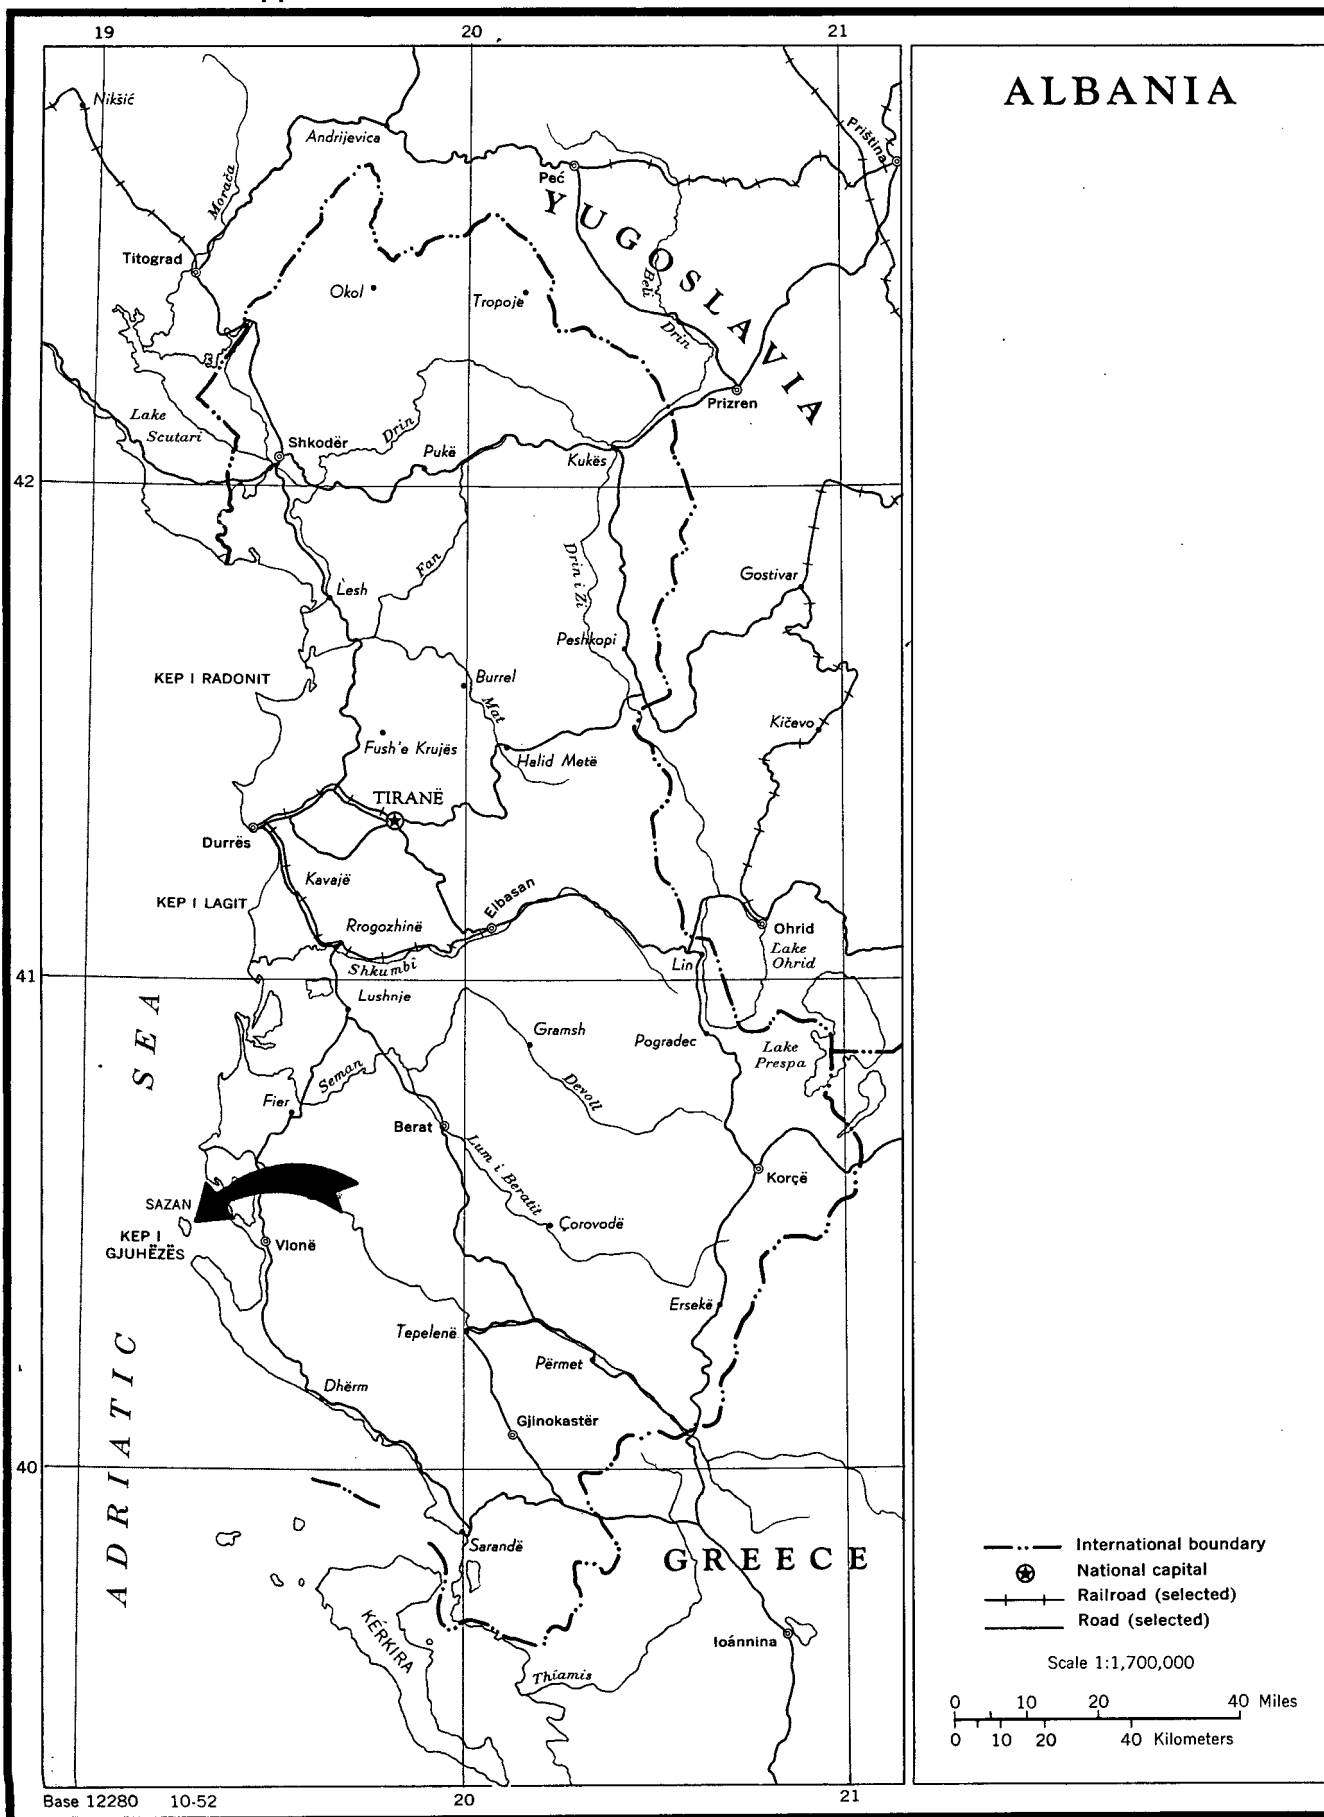 19 20 21
ALBANIA
Nikšić
Andrijevica
Priština
Morača
Peć
YUGOSLAVIA
Titograd
Okol
Tropoje
Beli
Drin
Prizren
Lake
Scutari
Drin
Shkodër
Pukë
Kukës
42
Fan
Drin i Zi
Gostivar
Lesh
Peshkopi
KEP I RADONIT
Burrel
Mat
Kičevo
Fush'e Krujës
Halid Metë
TIRANË
Durrës
Kavajë
KEP I LAGIT
Elbasan
Rrogozhinë
Ohrid
Lake
Ohrid
Lin
Shkumbî
41
Lushnje
SEA
Gramsh
Pogradec
Lake
Prespa
Seman
Devoll
Fier
Berat
Lum i Beratit
Korçë
SAZAN
Çorovodë
KEP I
GJUHËZËS
Vlonë
Ersekë
Tepelenë
Përmet
ADRIATIC
Dhërm
Gjinokastër
40
Sarandë
GREECE
KÉRKIRA
Ioánnina
Thíamis
International boundary
National capital
Railroad (selected)
Road (selected)
Scale 1:1,700,000
0 10 20 40 Miles
0 10 20 40 Kilometers
Base 12280 10-52
20 21